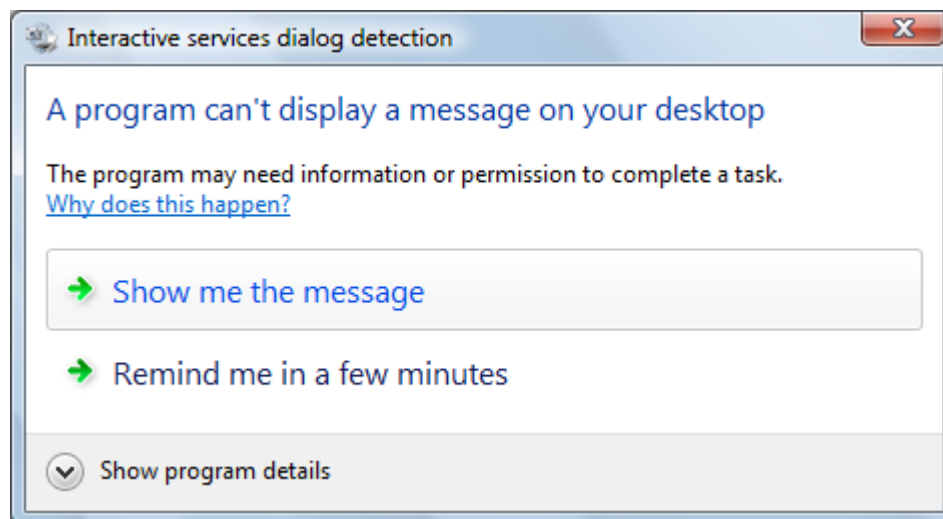 Interactive services dialog detection
A program can't display a message on your desktop
The program may need information or permission to complete a task.
Why does this happen?
Show me the message
Remind me in a few minutes
Show program details